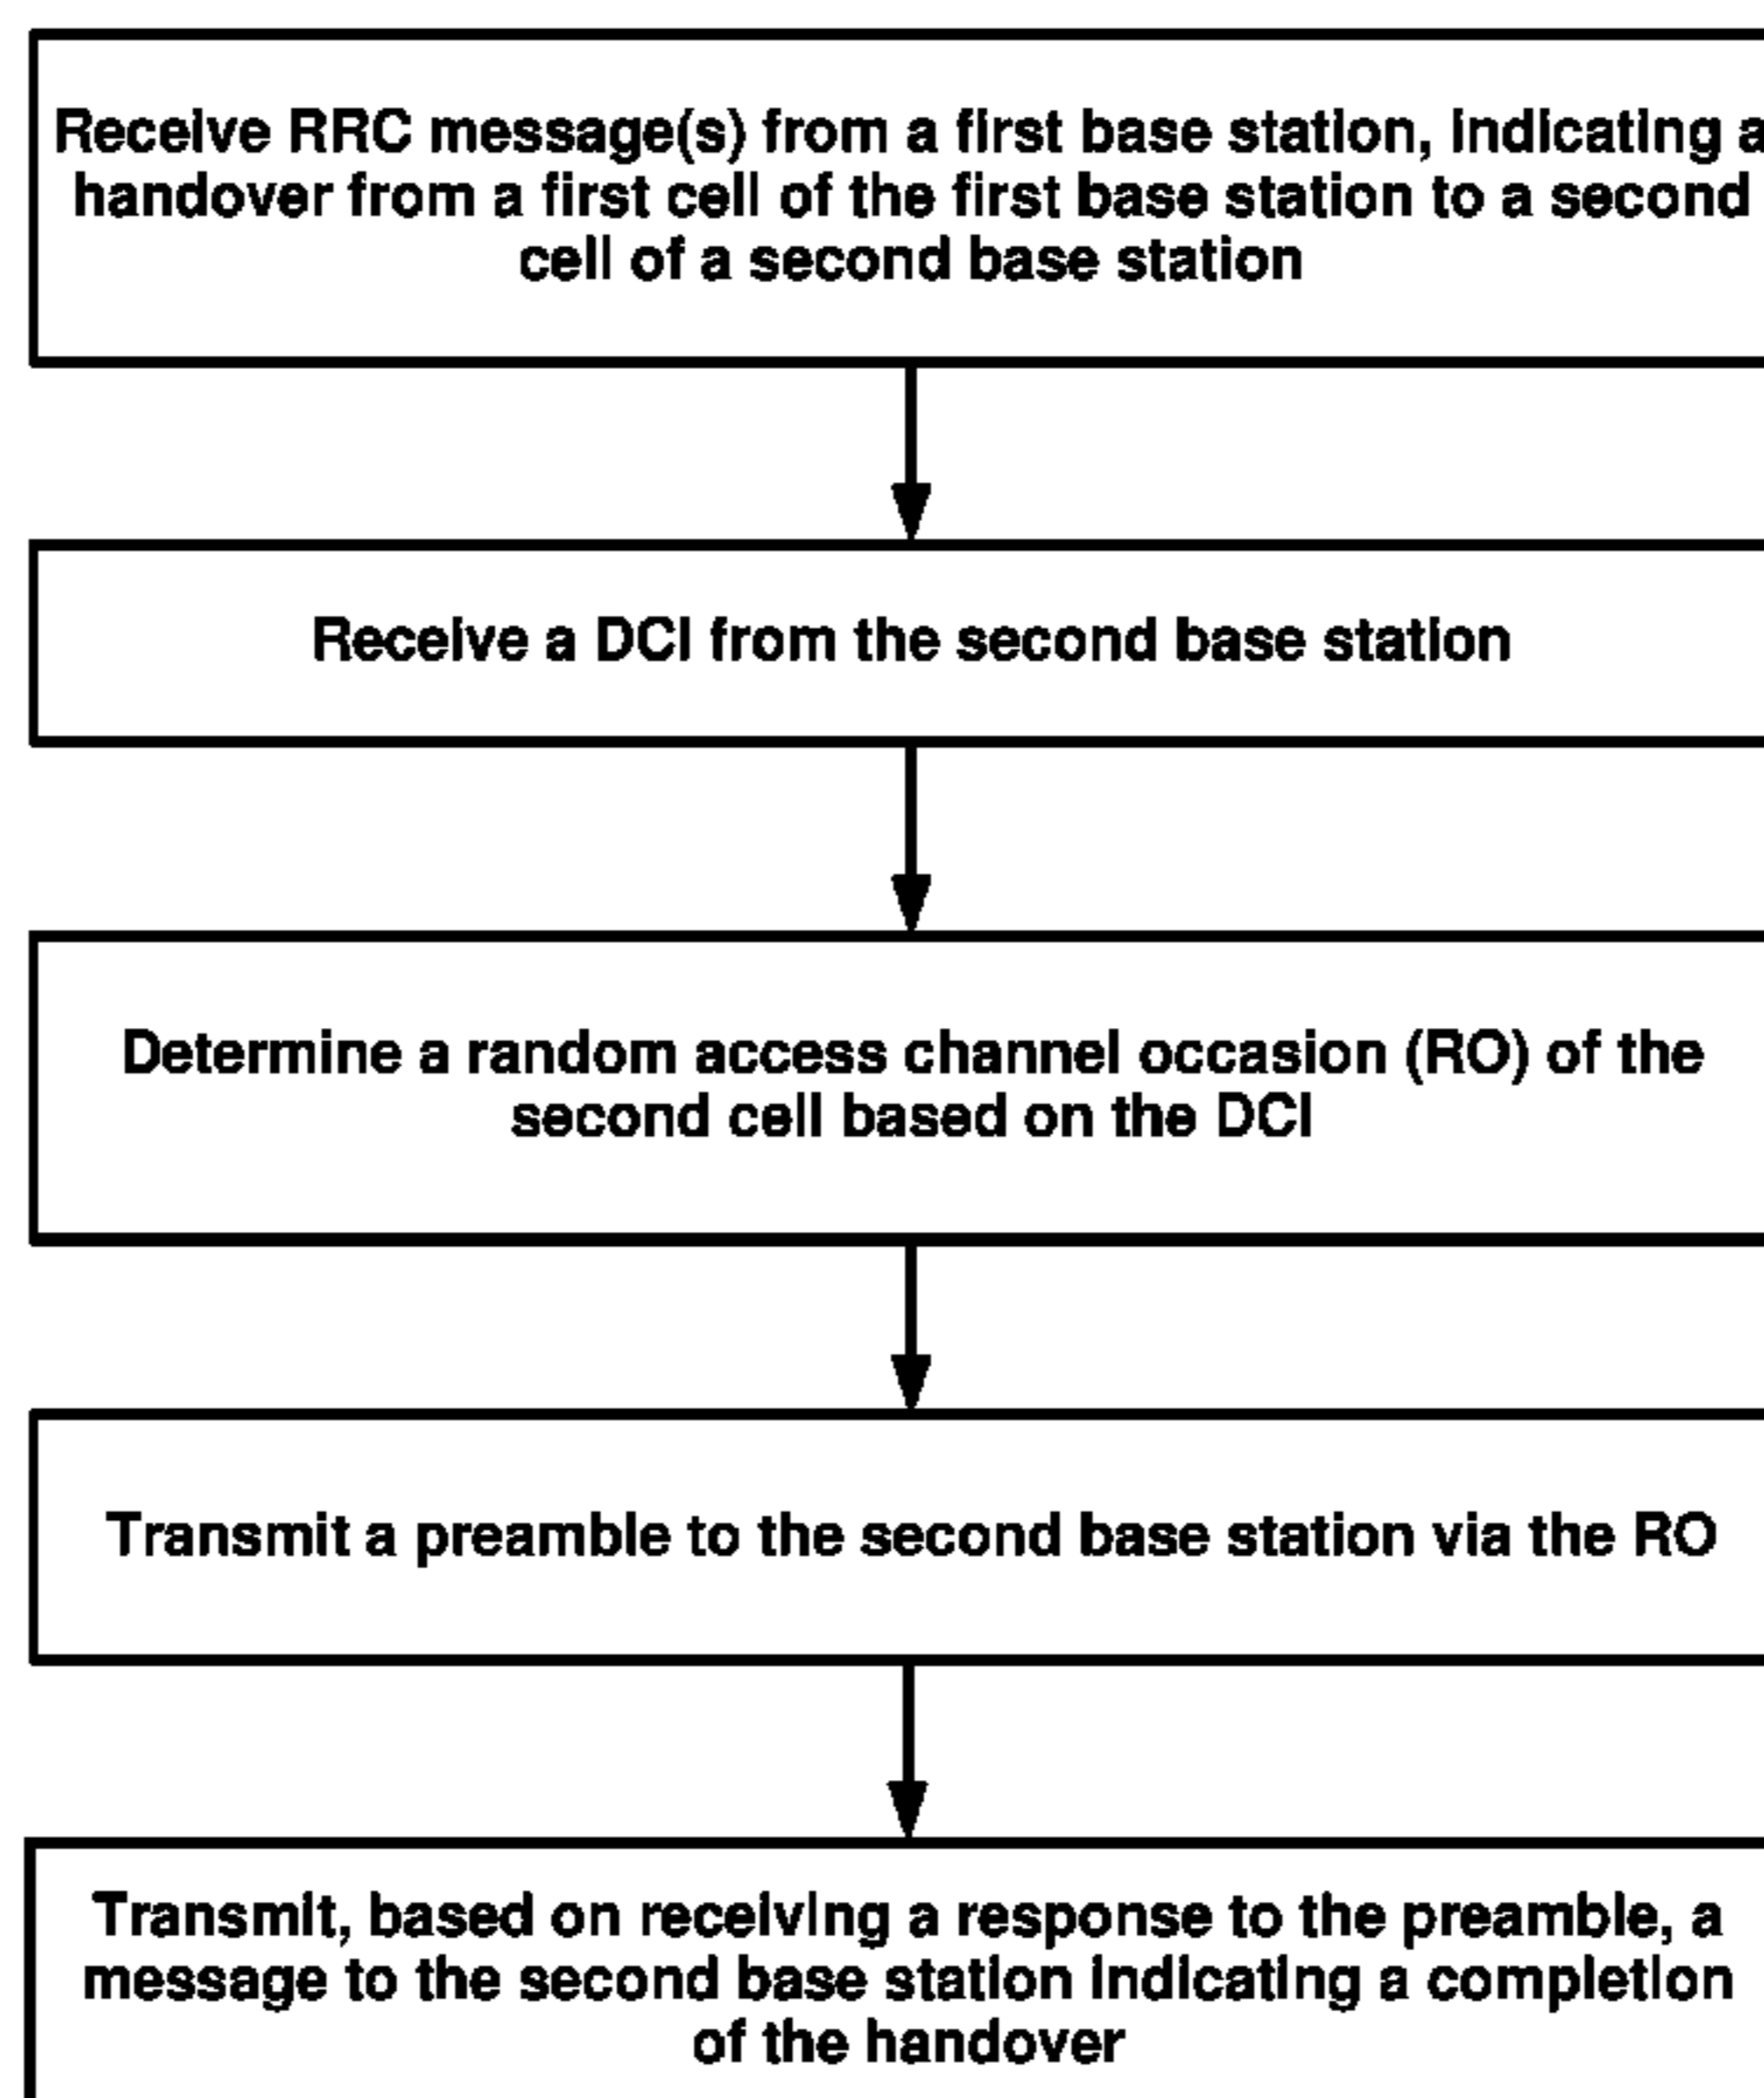 Receive RRC message(s) from a first base station, indicating a
handover from a first cell of the first base station to a second
cell of a second base station
Receive a DCI from the second base station
Determine a random access channel occasion (RO) of the
second cell based on the DCI
Transmit a preamble to the second base station via the RO
Transmit, based on receiving a response to the preamble, a
message to the second base station indicating a completion
of the handover